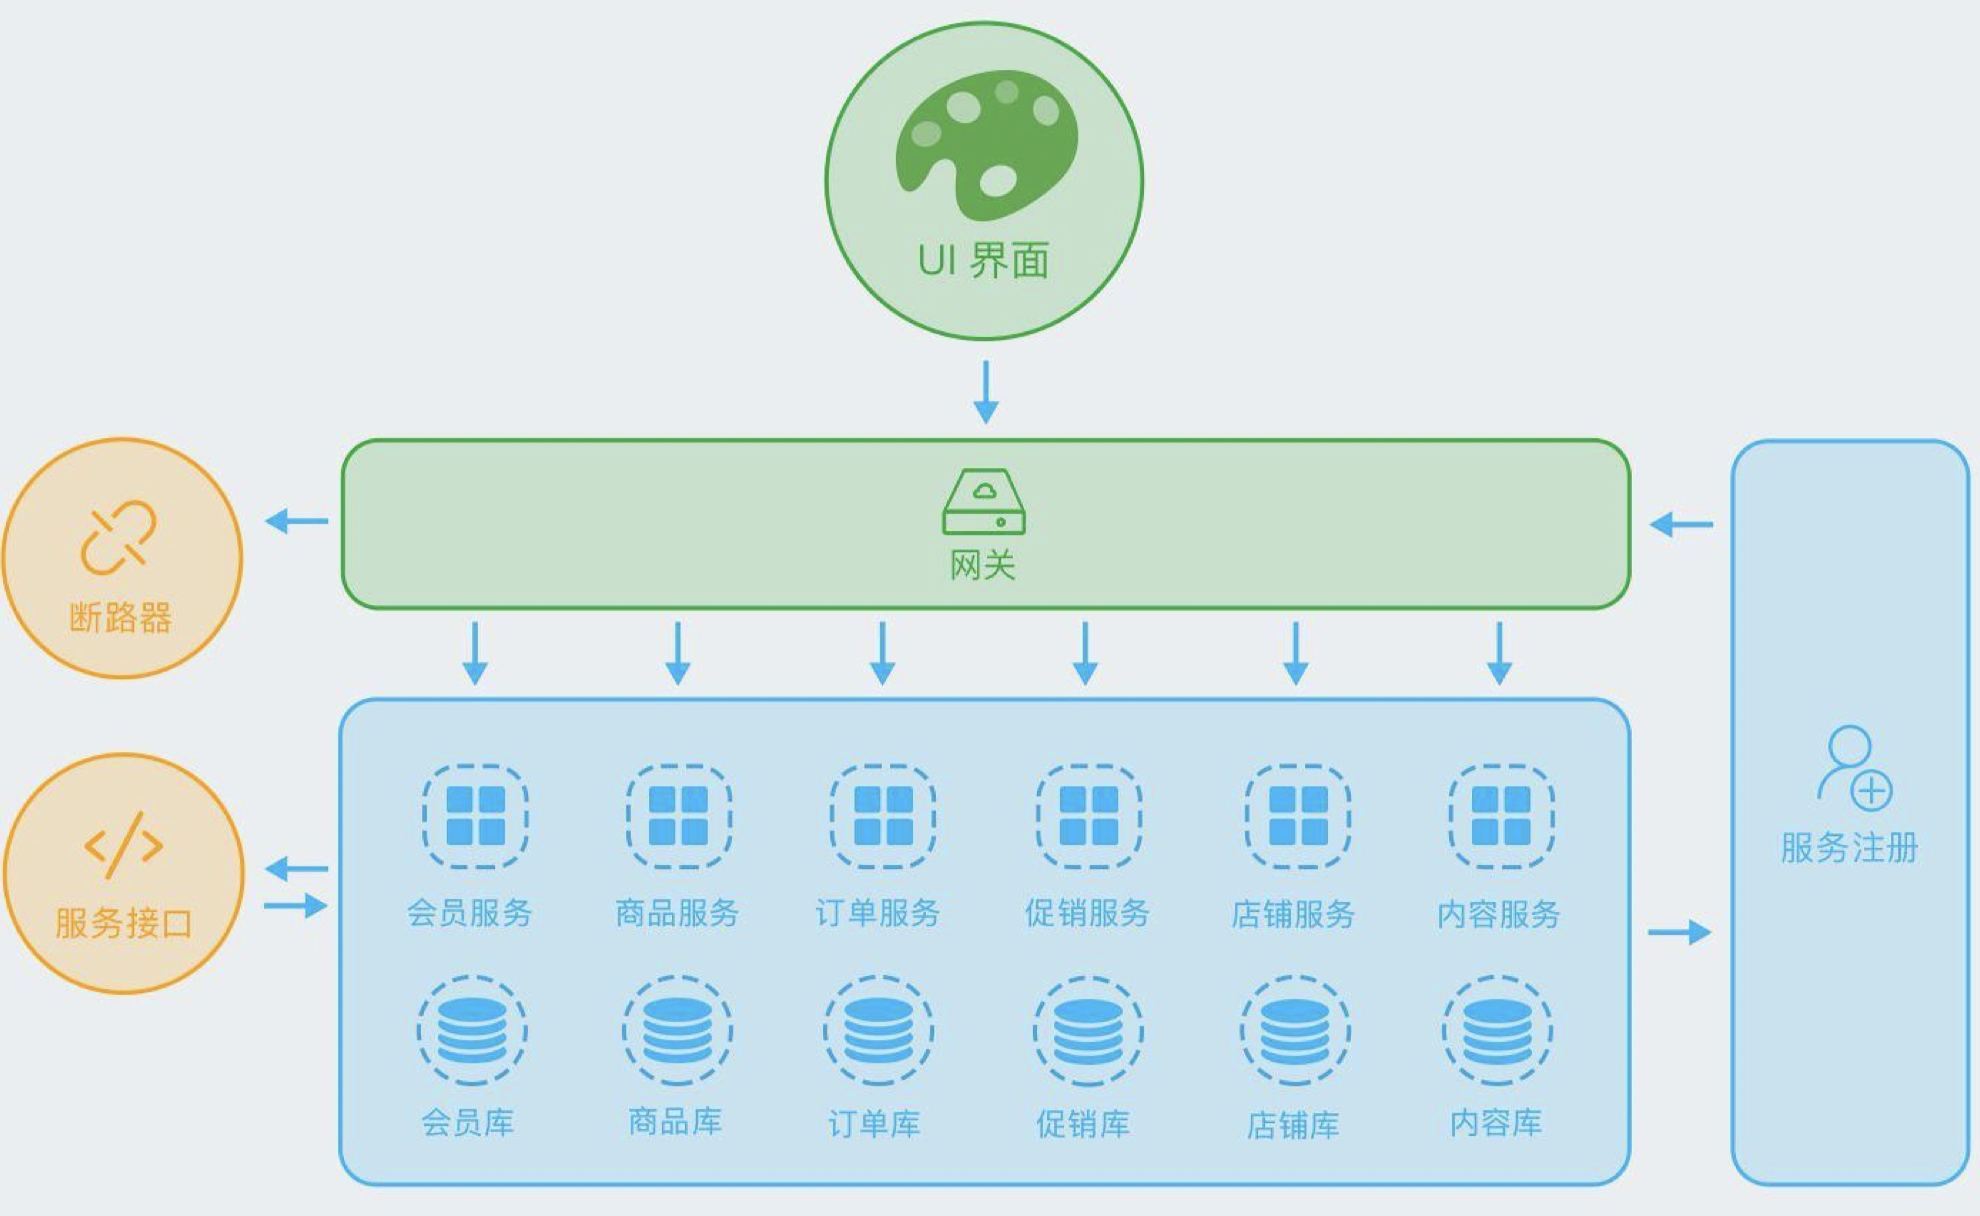 UI 界面
网关
断路器
服务接口
会员服务
商品服务
订单服务
促销服务
店铺服务
内容服务
会员库
商品库
订单库
促销库
店铺库
内容库
服务注册